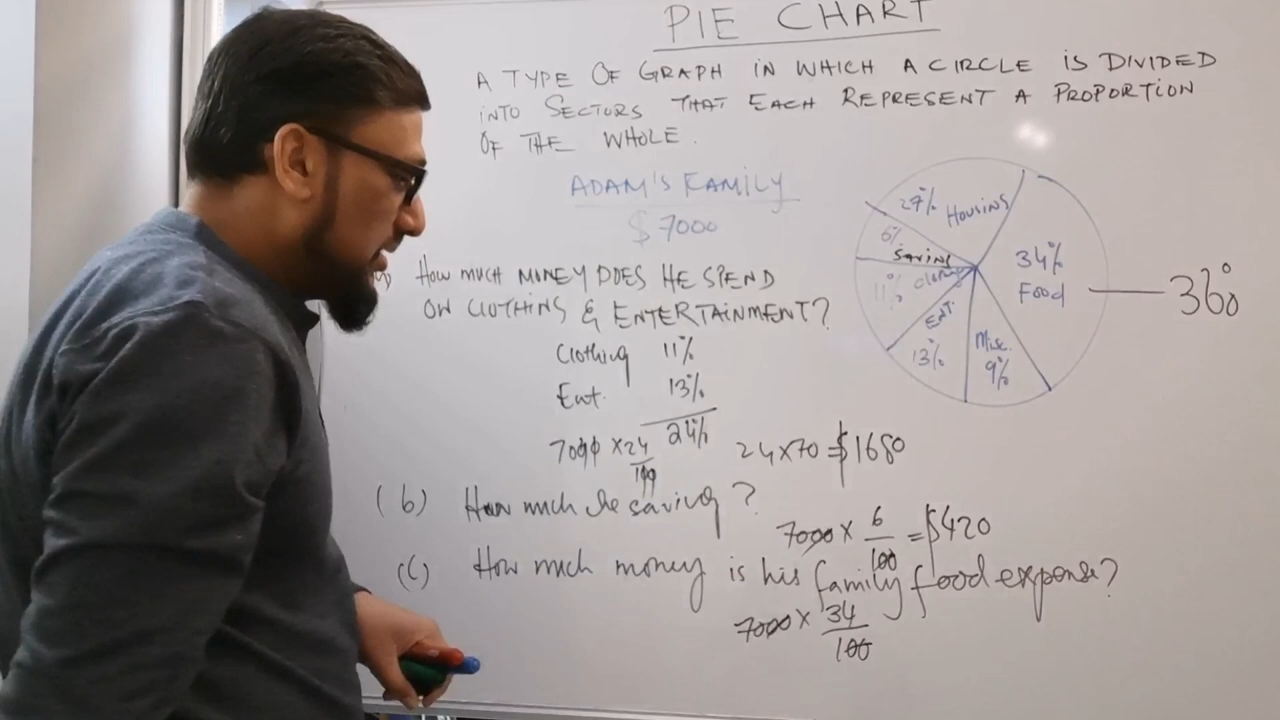 PIE CHART
A TYPE OF GRAPH IN WHICH A CIRCLE IS DIVIDED
INTO SECTORS THAT EACH REPRESENT A PROPORTION
OF THE WHOLE.
ADAM'S FAMILY
$ 7000
HOW MUCH MONEY DOES HE SPEND
ON CLOTHING & ENTERTAINMENT?
Clothing 11%
Ent. 13%
24%
7000 × 24/100
24×70 = $1680
(b) How much he saving?
7000 × 6/100 = $420
(C) How much money is his family food expense?
7000 × 34/100
27% HOUSING
6%
SAVING
11%
ENT.
13%
Misc.
9%
34%
Food
360°